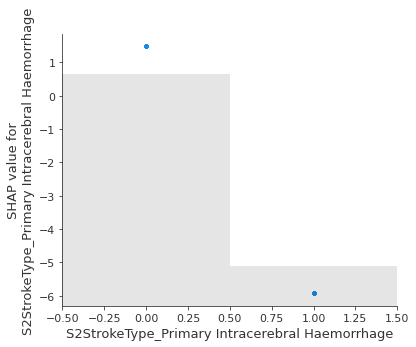 SHAP value for
S2StrokeType_Primary Intracerebral Haemorrhage
1
0
−1
−2
−3
−4
−5
−6
−0.50 −0.25 0.00 0.25 0.50 0.75 1.00 1.25 1.50
S2StrokeType_Primary Intracerebral Haemorrhage